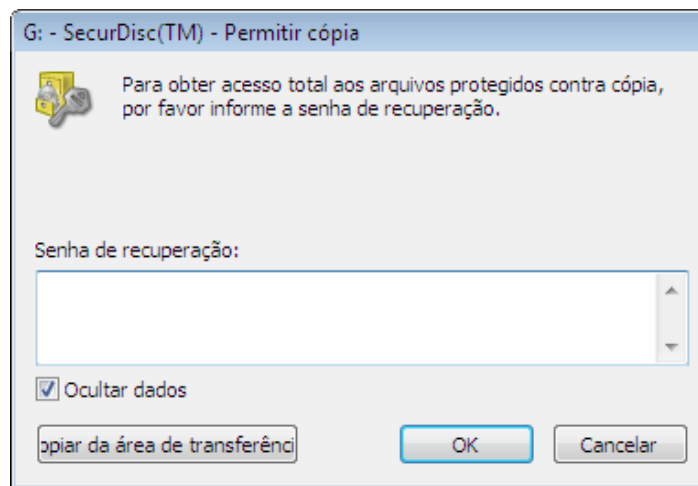 G: - SecurDisc(TM) - Permitir cópia
Para obter acesso total aos arquivos protegidos contra cópia,
por favor informe a senha de recuperação.
Senha de recuperação:
Ocultar dados
opiar da área de transferênci
OK
Cancelar